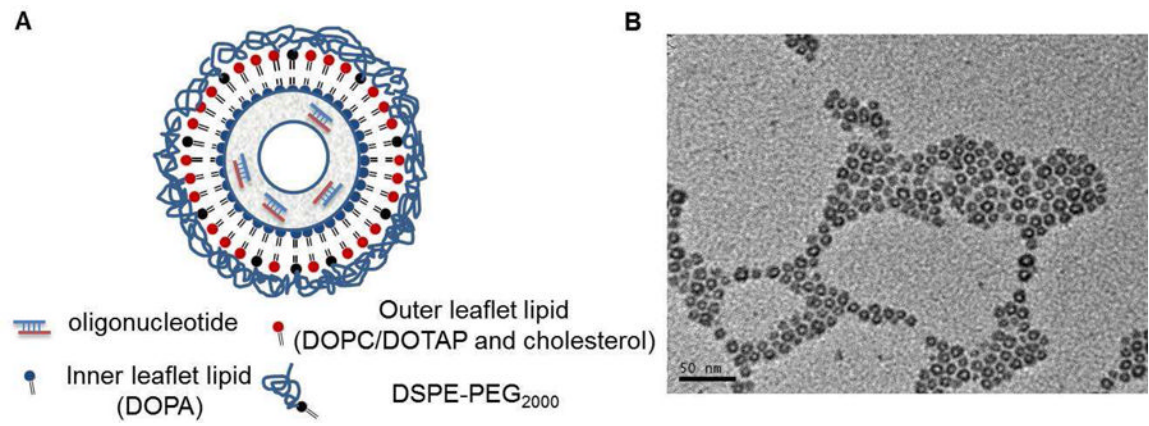 A
B
oligonucleotide
Outer leaflet lipid
(DOPC/DOTAP and cholesterol)
Inner leaflet lipid
(DOPA)
DSPE-PEG2000
50 nm